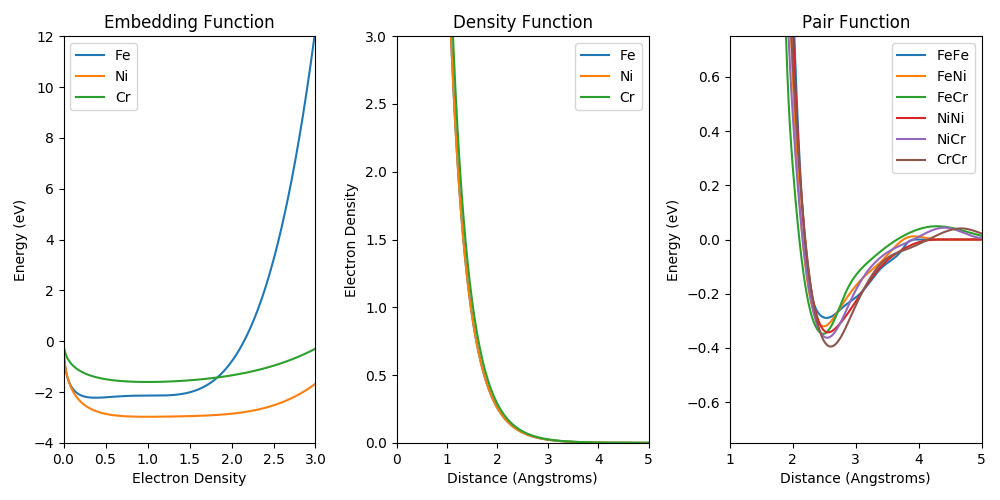 Embedding Function
12
10
8
6
4
2
0
−2
−4
Energy (eV)
Fe
Ni
Cr
0.0 0.5 1.0 1.5 2.0 2.5 3.0
Electron Density
Density Function
3.0
2.5
2.0
1.5
1.0
0.5
0.0
Electron Density
Fe
Ni
Cr
0 1 2 3 4 5
Distance (Angstroms)
Pair Function
0.6
0.4
0.2
0.0
−0.2
−0.4
−0.6
Energy (eV)
FeFe
FeNi
FeCr
NiNi
NiCr
CrCr
1 2 3 4 5
Distance (Angstroms)